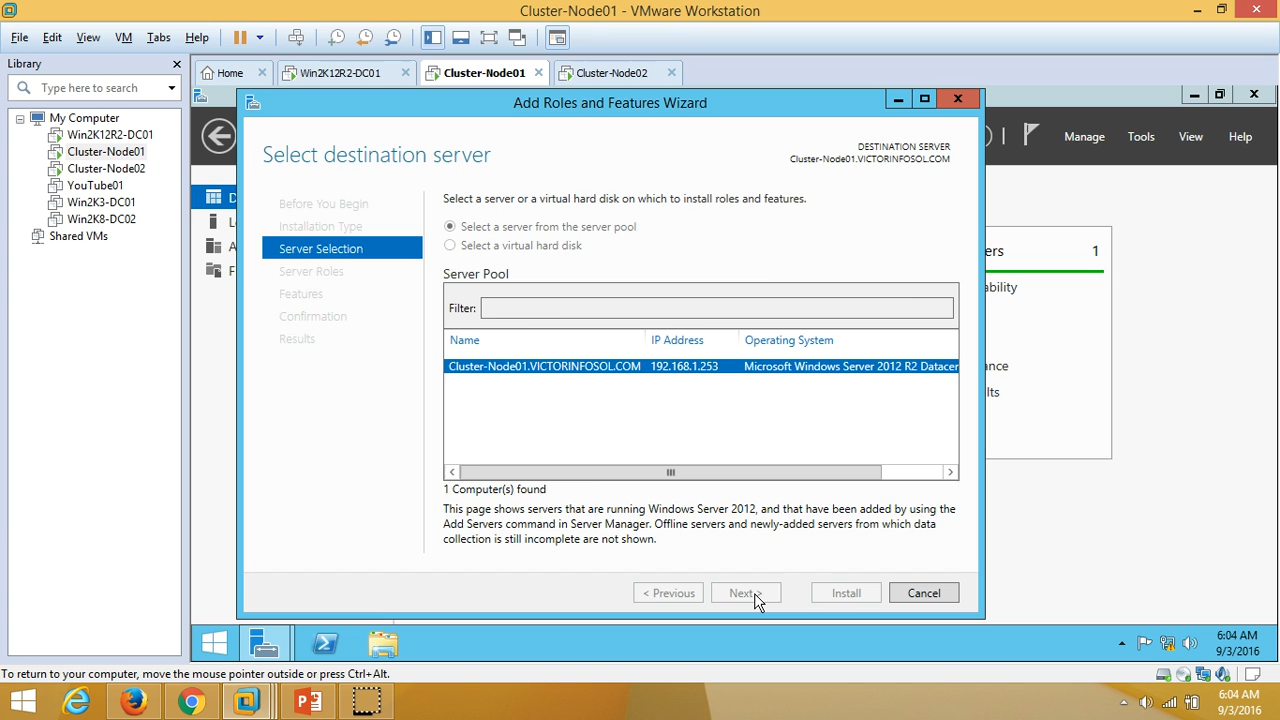 Cluster-Node01 - VMware Workstation
File Edit View VM Tabs Help
Library
Type here to search
My Computer
Win2K12R2-DC01
Cluster-Node01
Cluster-Node02
YouTube01
Win2K3-DC01
Win2K8-DC02
Shared VMs
Home Win2K12R2-DC01 Cluster-Node01 Cluster-Node02
Manage Tools View Help
D
L
A
F
ers 1
ability
ance
lts
Add Roles and Features Wizard
Select destination server
DESTINATION SERVER
Cluster-Node01.VICTORINFOSOL.COM
Before You Begin
Installation Type
Server Selection
Server Roles
Features
Confirmation
Results
Select a server or a virtual hard disk on which to install roles and features.
Select a server from the server pool
Select a virtual hard disk
Server Pool
Filter:
Name IP Address Operating System
Cluster-Node01.VICTORINFOSOL.COM 192.168.1.253 Microsoft Windows Server 2012 R2 Datacer
1 Computer(s) found
This page shows servers that are running Windows Server 2012, and that have been added by using the
Add Servers command in Server Manager. Offline servers and newly-added servers from which data
collection is still incomplete are not shown.
< Previous Next > Install Cancel
6:04 AM
9/3/2016
To return to your computer, move the mouse pointer outside or press Ctrl+Alt.
6:04 AM
9/3/2016